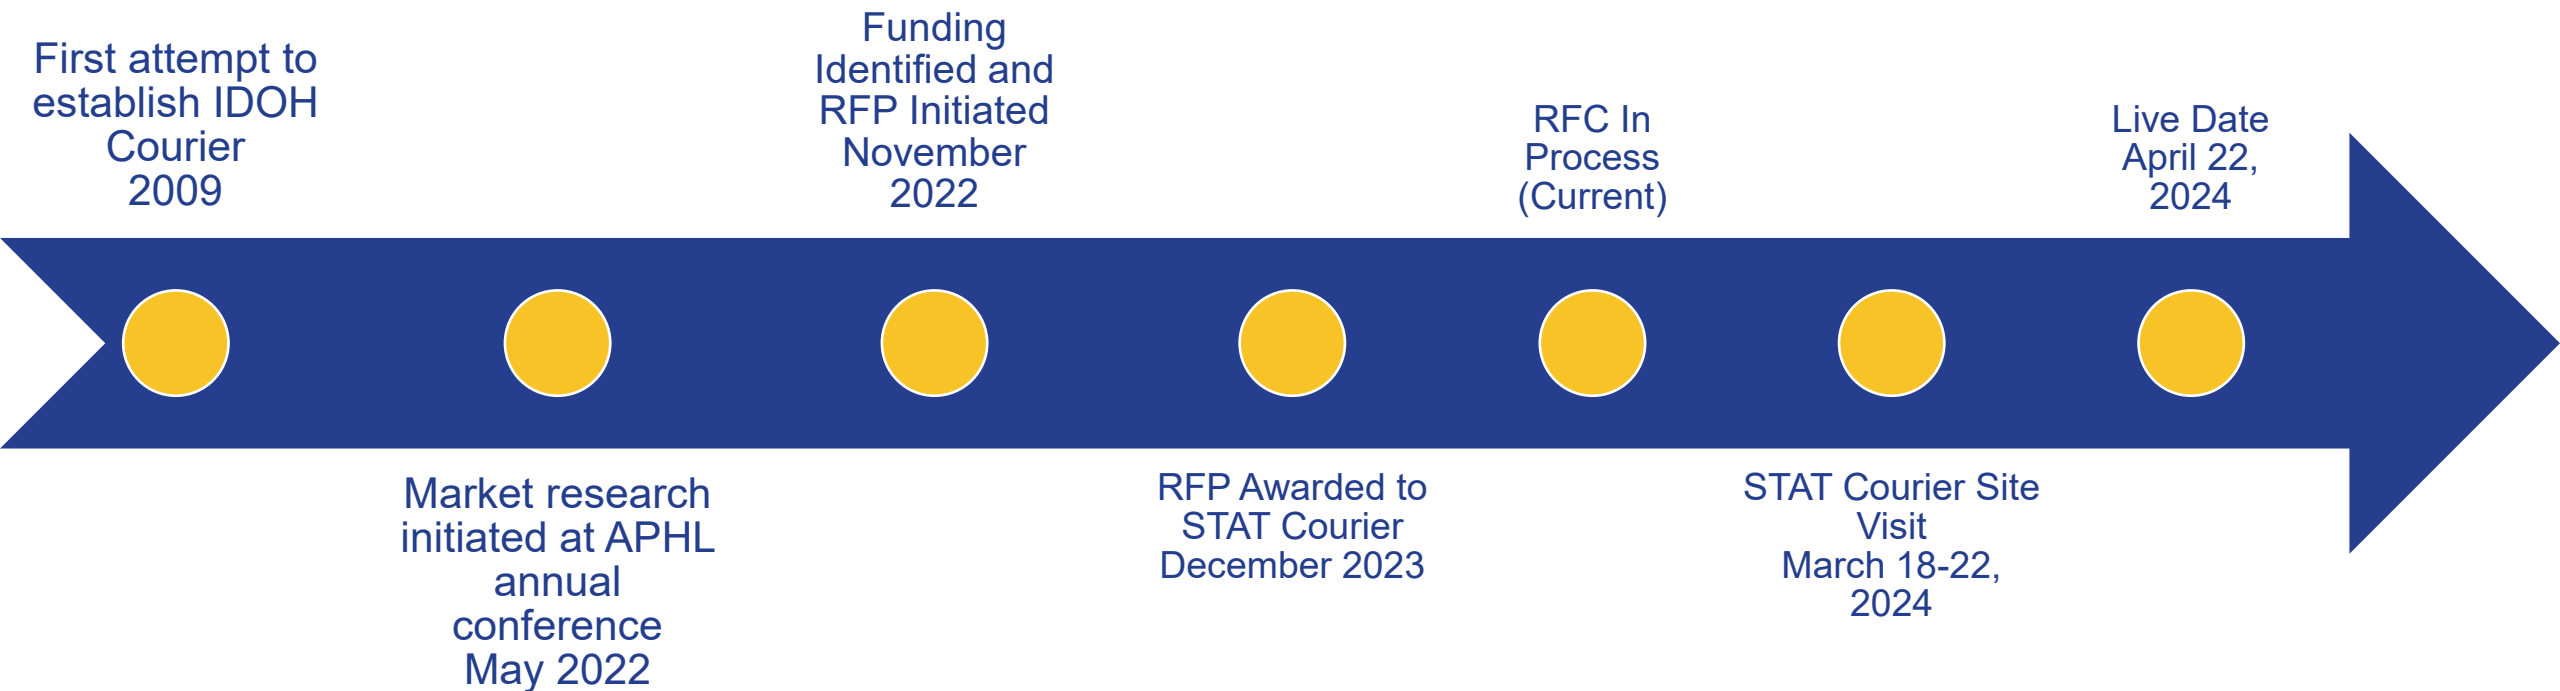 First attempt to
establish IDOH
Courier
2009
Market research
initiated at APHL
annual
conference
May 2022
Funding
Identified and
RFP Initiated
November
2022
RFP Awarded to
STAT Courier
December 2023
RFC In
Process
(Current)
STAT Courier Site
Visit
March 18-22,
2024
Live Date
April 22,
2024